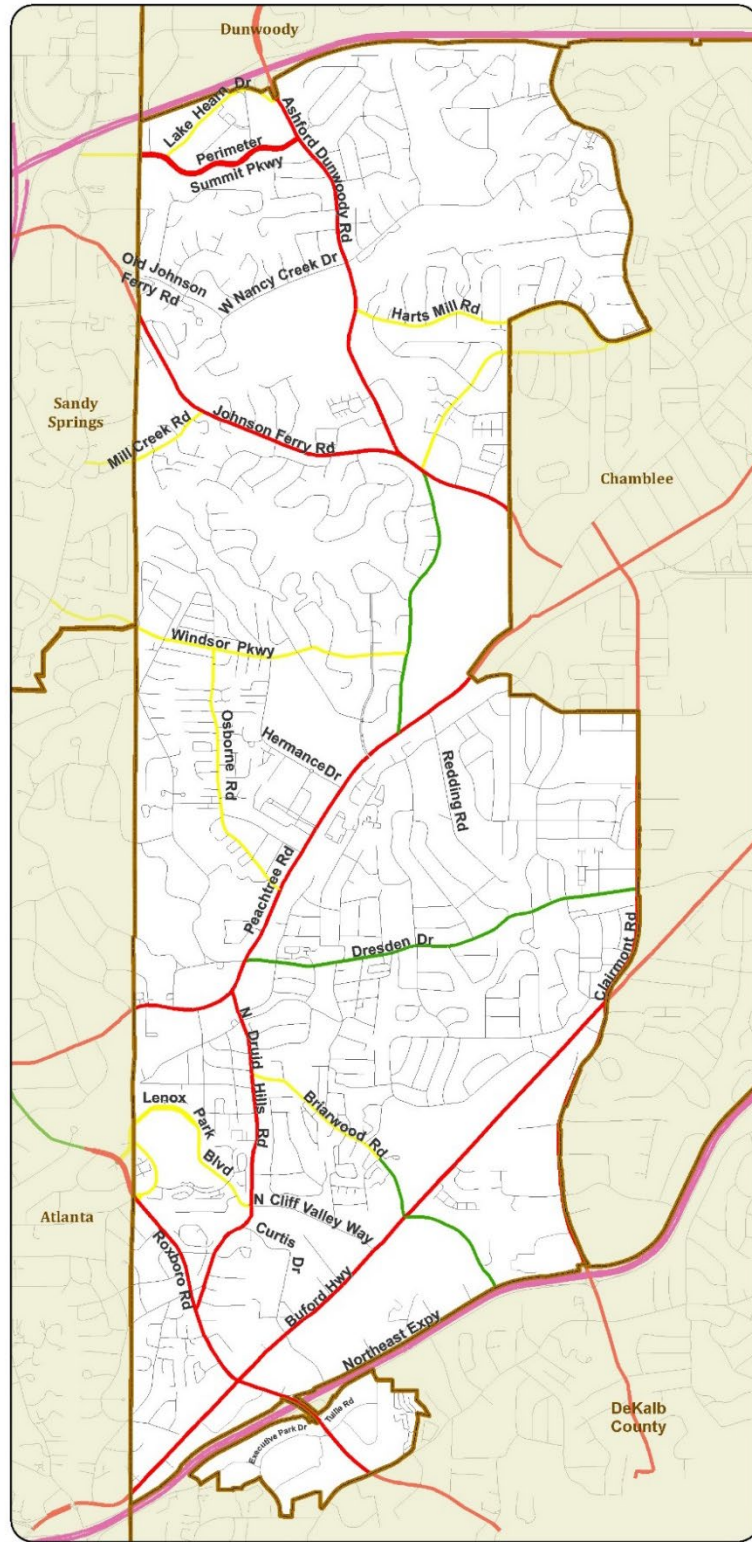 Dunwoody
Lake Hearn Dr
Ashford Dunwoody Rd
Perimeter
Summit Pkwy
Old Johnson
Ferry Rd
W Nancy Creek Dr
Harts Mill Rd
Sandy
Springs
Mill Creek Rd
Johnson Ferry Rd
Chamblee
Windsor Pkwy
Osborne Rd
HermanceDr
Redding Rd
Peachtree Rd
Dresden Dr
Clairmont Rd
N Druid Hills Rd
Lenox
Park
Blvd
Briarwood Rd
N Cliff Valley Way
Atlanta
Curtis
Dr
Roxboro Rd
Buford Hwy
Northeast Expy
Executive Park Dr
Tullie Rd
DeKalb
County